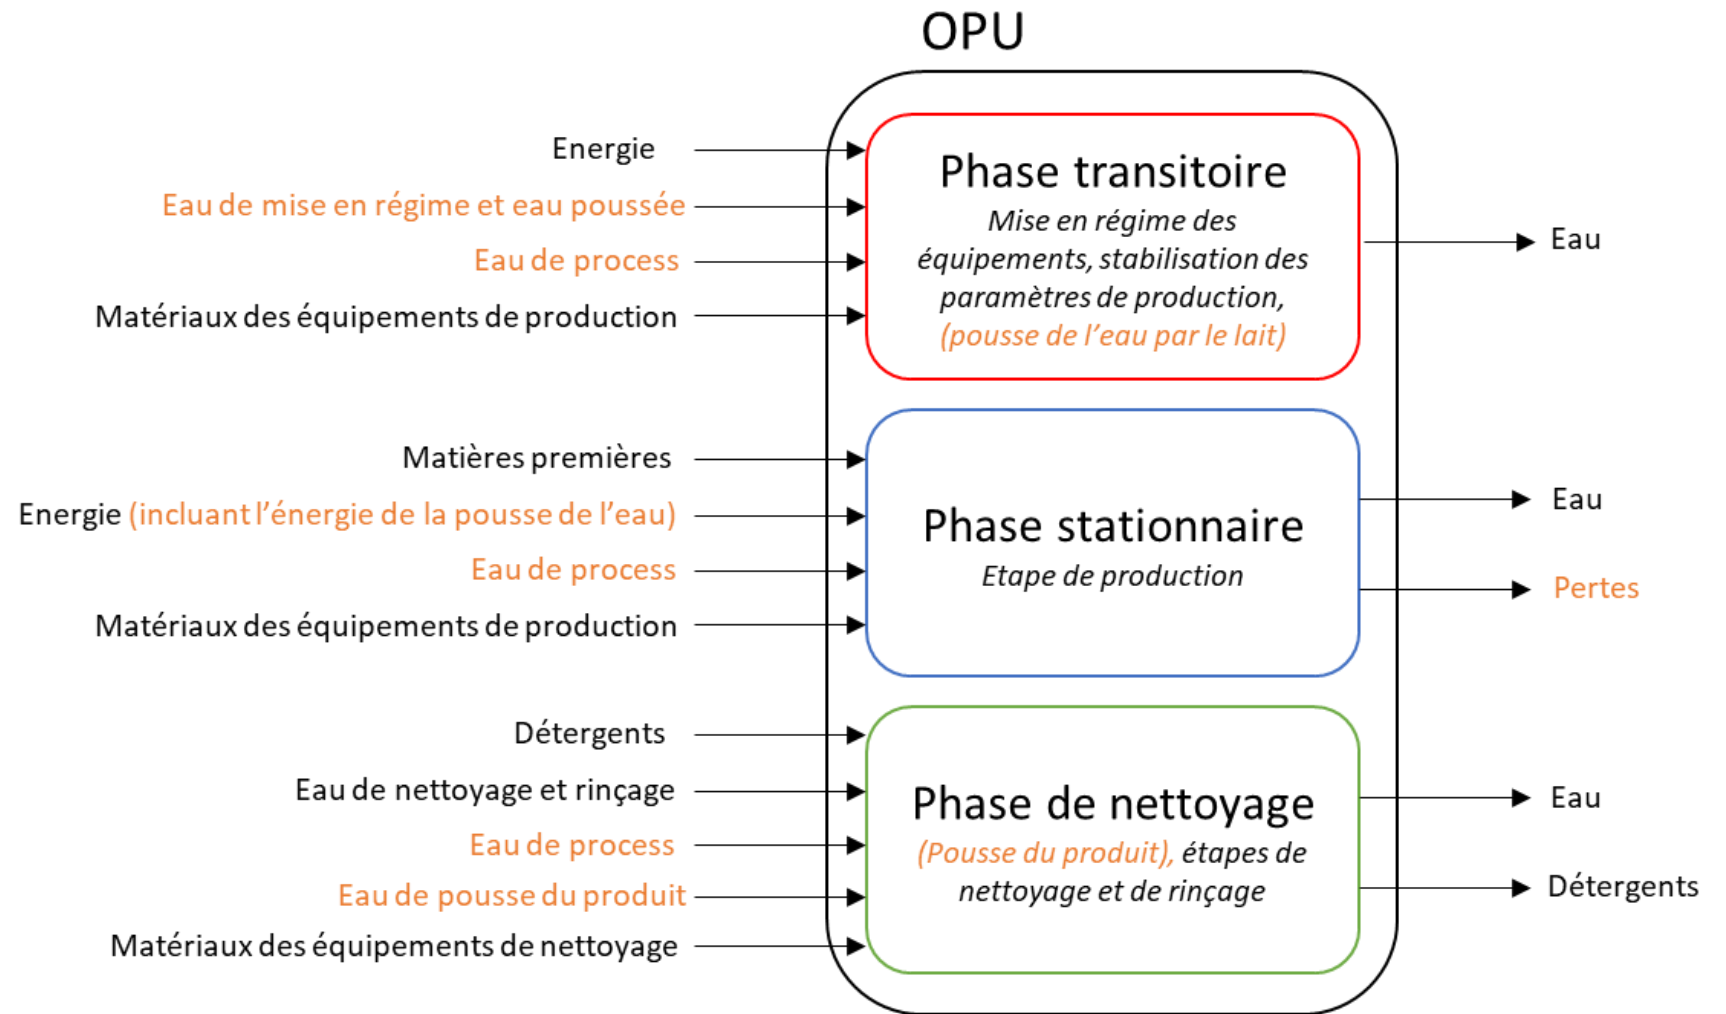 OPU
Energie
Eau de mise en régime et eau poussée
Eau de process
Matériaux des équipements de production
Phase transitoire
Mise en régime des
équipements, stabilisation des
paramètres de production,
(pousse de l'eau par le lait)
Eau
Matières premières
Energie (incluant l'énergie de la pousse de l'eau)
Eau de process
Matériaux des équipements de production
Phase stationnaire
Etape de production
Eau
Pertes
Détergents
Eau de nettoyage et rinçage
Eau de process
Eau de pousse du produit
Matériaux des équipements de nettoyage
Phase de nettoyage
(Pousse du produit), étapes de
nettoyage et de rinçage
Eau
Détergents